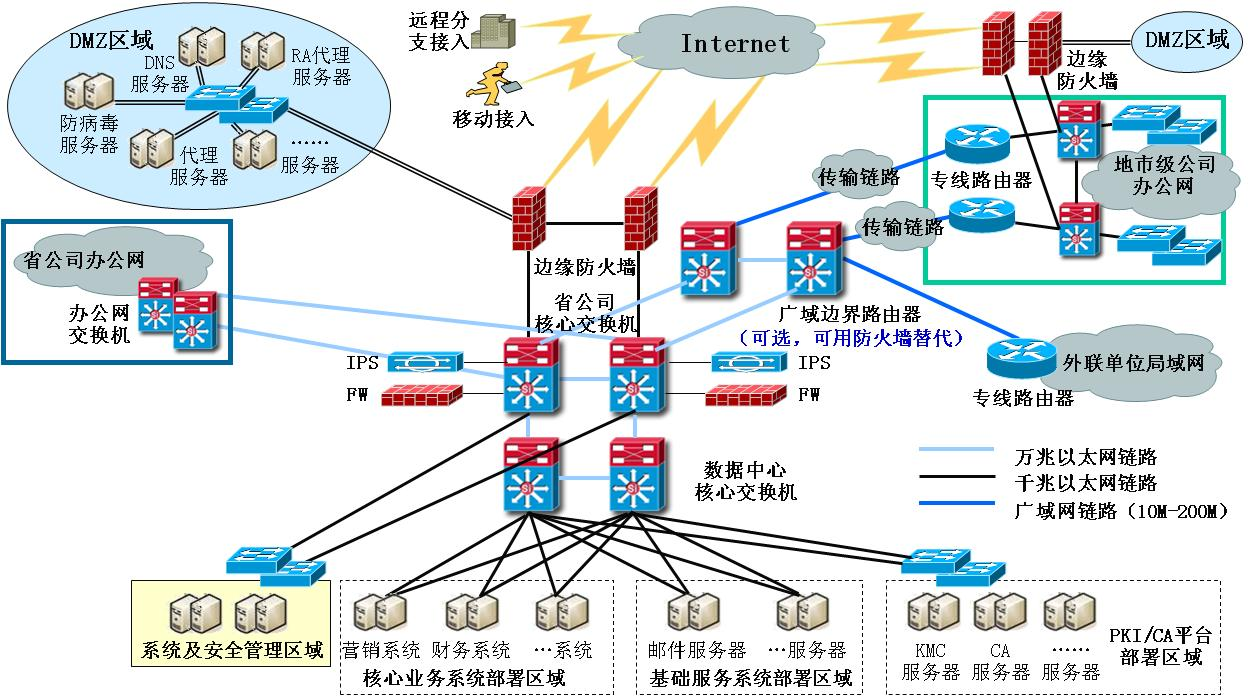 DMZ区域
DNS
服务器
RA代理
服务器
防病毒
服务器
代理
服务器
……
服务器
远程分
支接入
移动接入
Internet
边缘
防火墙
DMZ区域
传输链路
专线路由器
地市级公司
办公网
传输链路
专线路由器
省公司办公网
办公网
交换机
边缘防火墙
省公司
核心交换机
SI
SI
广域边界路由器
(可选，可用防火墙替代)
IPS
FW
SI
SI
IPS
FW
外联单位局域网
专线路由器
SI
SI
数据中心
核心交换机
万兆以太网链路
千兆以太网链路
广域网链路（10M-200M）
系统及安全管理区域
营销系统
财务系统
…系统
核心业务系统部署区域
邮件服务器
…服务器
基础服务系统部署区域
KMC
服务器
CA
服务器
……
服务器
PKI/CA平台
部署区域